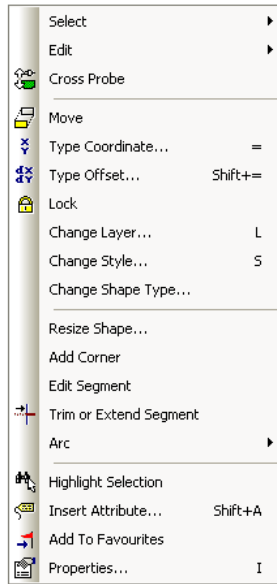 Select
Edit
Cross Probe
Move
Type Coordinate... =
Type Offset... Shift+=
Lock
Change Layer... L
Change Style... S
Change Shape Type...
Resize Shape...
Add Corner
Edit Segment
Trim or Extend Segment
Arc
Highlight Selection
Insert Attribute... Shift+A
Add To Favourites
Properties... I